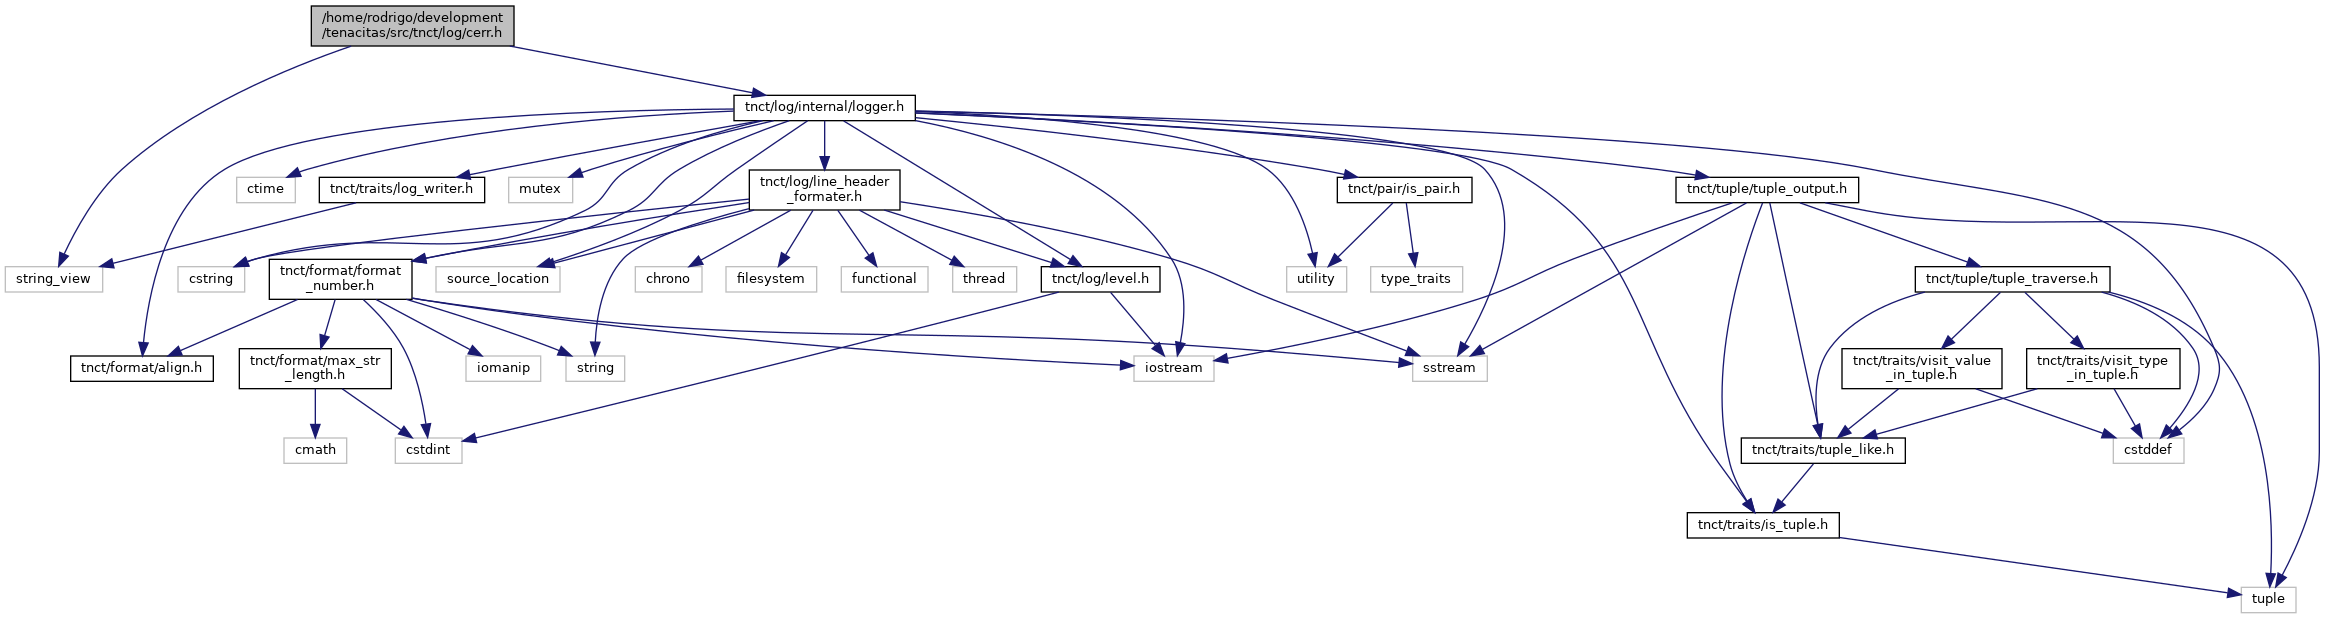 /home/rodrigo/development
/tenacitas/src/tnct/log/cerr.h
tnct/log/internal/logger.h
ctime
tnct/traits/log_writer.h
mutex
tnct/log/line_header
_formater.h
tnct/pair/is_pair.h
tnct/tuple/tuple_output.h
string_view
cstring
tnct/format/format
_number.h
source_location
chrono
filesystem
functional
thread
tnct/log/level.h
utility
type_traits
tnct/tuple/tuple_traverse.h
tnct/format/align.h
tnct/format/max_str
_length.h
iomanip
string
iostream
sstream
tnct/traits/visit_value
_in_tuple.h
tnct/traits/visit_type
_in_tuple.h
cmath
cstdint
tnct/traits/tuple_like.h
cstddef
tnct/traits/is_tuple.h
tuple